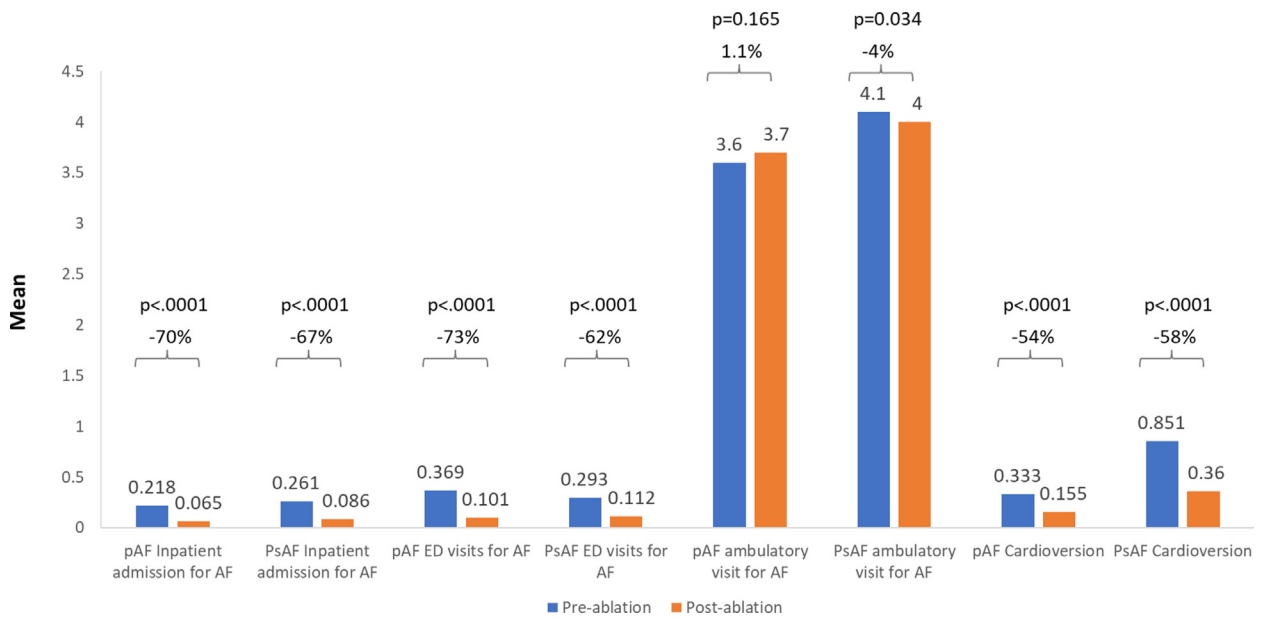 p=0.165
p=0.034
1.1%
-4%
4.5
4
3.5
3
2.5
2
1.5
1
0.5
0
Mean
4.1
4
3.6
3.7
p<.0001
p<.0001
p<.0001
p<.0001
p<.0001
p<.0001
-70%
-67%
-73%
-62%
-54%
-58%
0.218
0.065
0.261
0.086
0.369
0.101
0.293
0.112
0.333
0.155
0.851
0.36
pAF Inpatient
admission for AF
PsAF Inpatient
admission for AF
pAF ED visits for AF
PsAF ED visits for
AF
pAF ambulatory
visit for AF
PsAF ambulatory
visit for AF
pAF Cardioversion
PsAF Cardioversion
Pre-ablation
Post-ablation